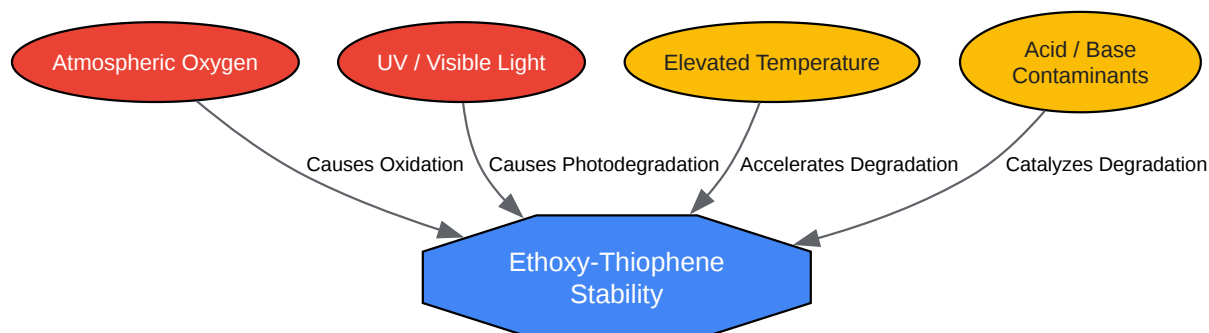 Atmospheric Oxygen
UV / Visible Light
Elevated Temperature
Acid / Base
Contaminants
Causes Oxidation
Causes Photodegradation
Accelerates Degradation
Catalyzes Degradation
Ethoxy-Thiophene
Stability